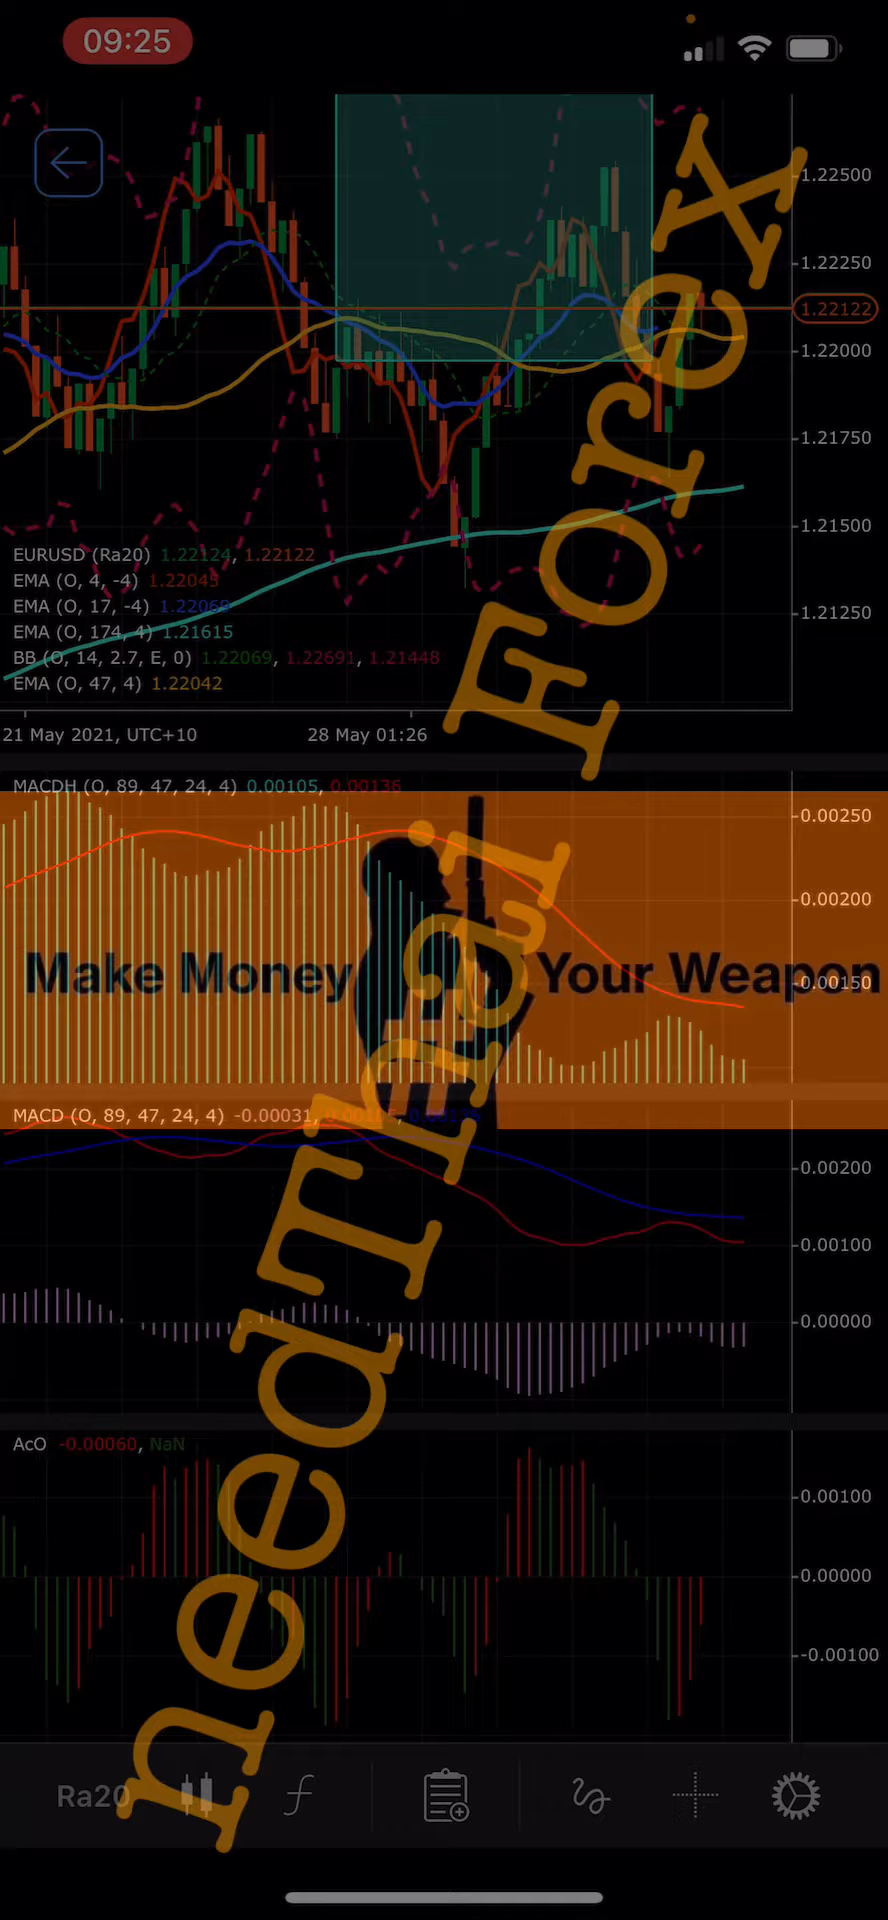 09:25
1.22500
1.22250
1.22122
1.22000
1.21750
1.21500
1.21250
EURUSD (Ra20) 1.22124, 1.22122
EMA (O, 4, -4) 1.22045
EMA (O, 17, -4) 1.22069
EMA (O, 174, 4) 1.21615
BB (O, 14, 2.7, E, 0) 1.22069, 1.22691, 1.21448
EMA (O, 47, 4) 1.22042
21 May 2021, UTC+10 28 May 01:26
MACDH (O, 89, 47, 24, 4) 0.00105, 0.00136
0.00250
0.00200
Make Money Your Weapon
0.00150
MACD (O, 89, 47, 24, 4) -0.00031,
0.00200
0.00100
0.00000
AcO -0.00060, NaN
0.00100
0.00000
-0.00100
Ra20
needThat Forex